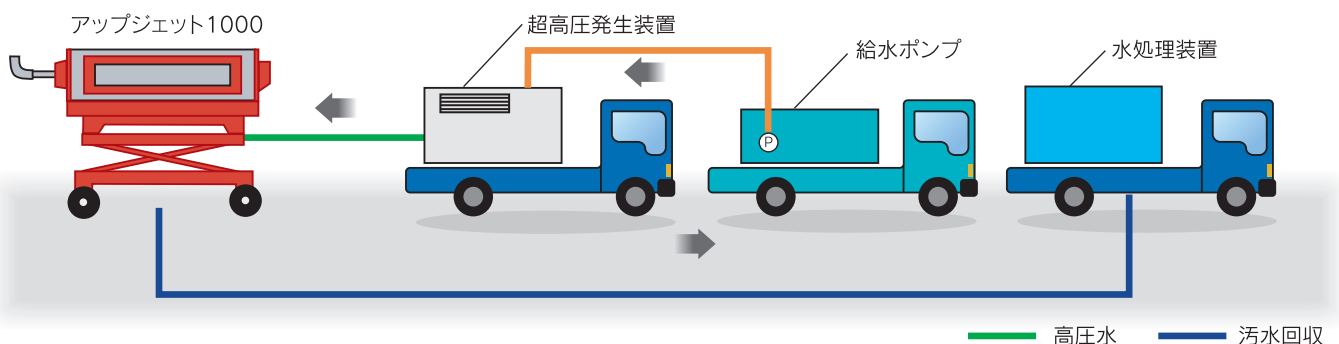 アップジェット1000
超高圧発生装置
給水ポンプ
水処理装置
P
高圧水
汚水回収